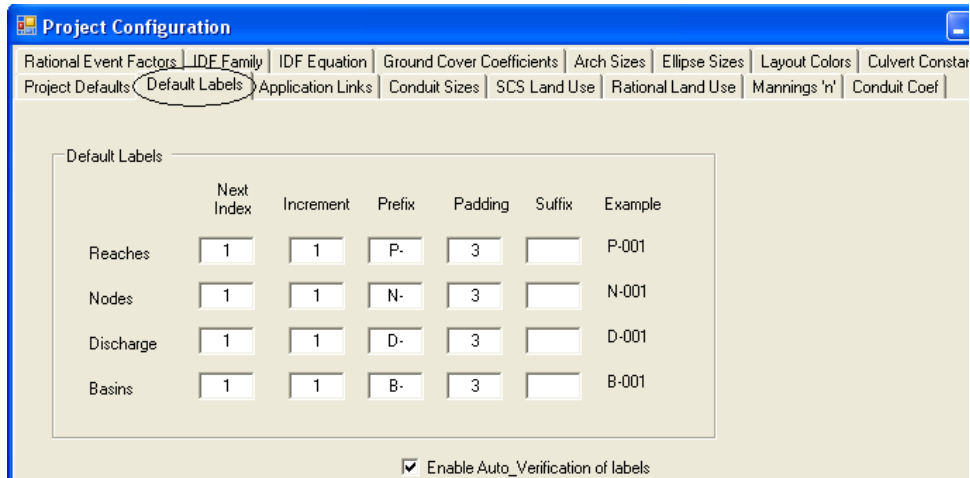 Project Configuration
Rational Event Factors IDF Family IDF Equation Ground Cover Coefficients Arch Sizes Ellipse Sizes Layout Colors Culvert Constan
Project Defaults Default Labels Application Links Conduit Sizes SCS Land Use Rational Land Use Mannings 'n' Conduit Coef
Default Labels
Next
Index Increment Prefix Padding Suffix Example
Reaches 1 1 P- 3 P-001
Nodes 1 1 N- 3 N-001
Discharge 1 1 D- 3 D-001
Basins 1 1 B- 3 B-001
Enable Auto_Verification of labels